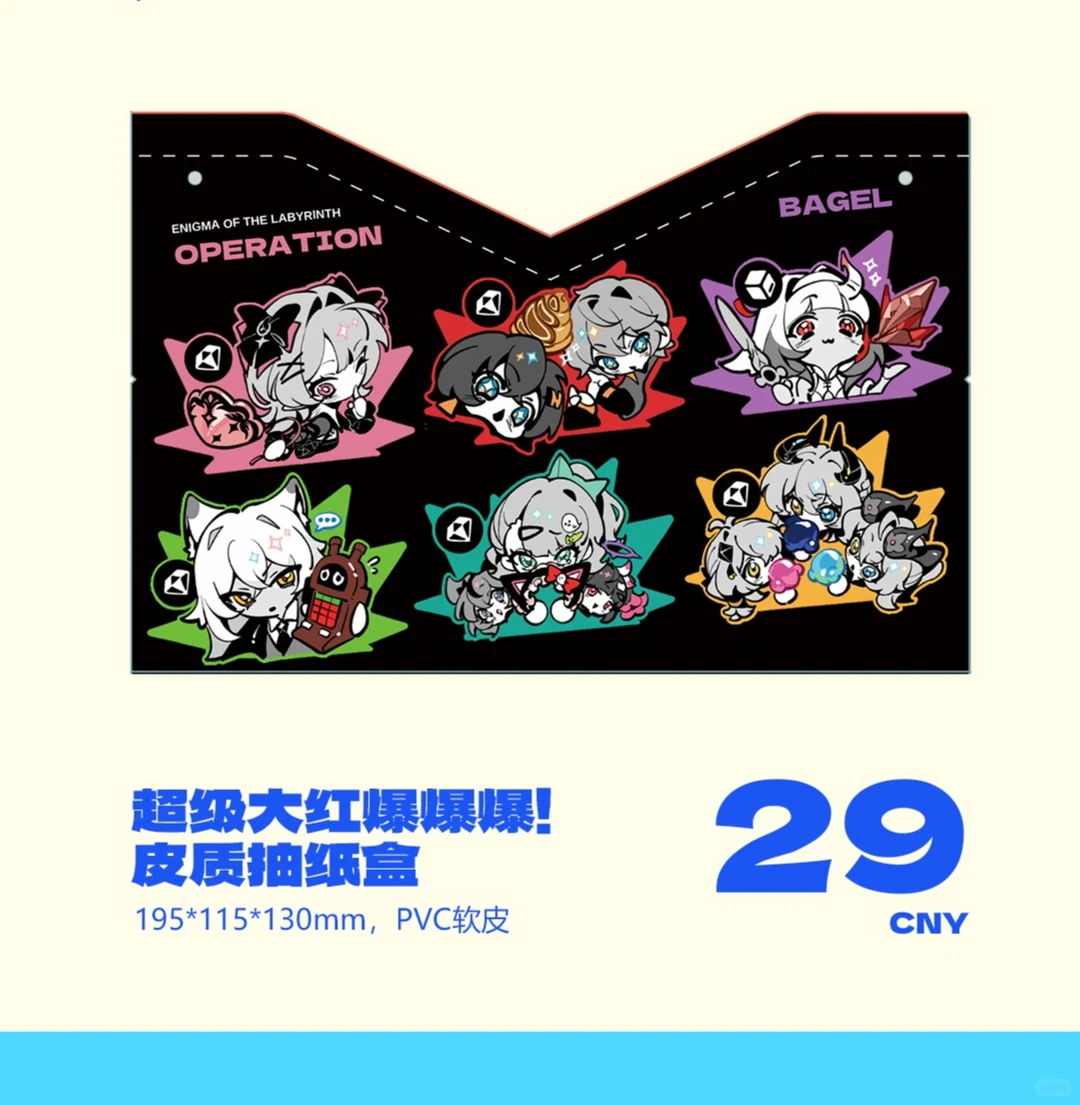 ENIGMA OF THE LABYRINTH
OPERATION
BAGEL
超级大红爆爆爆!
皮质抽纸盒
195*115*130mm，PVC软皮
29
CNY